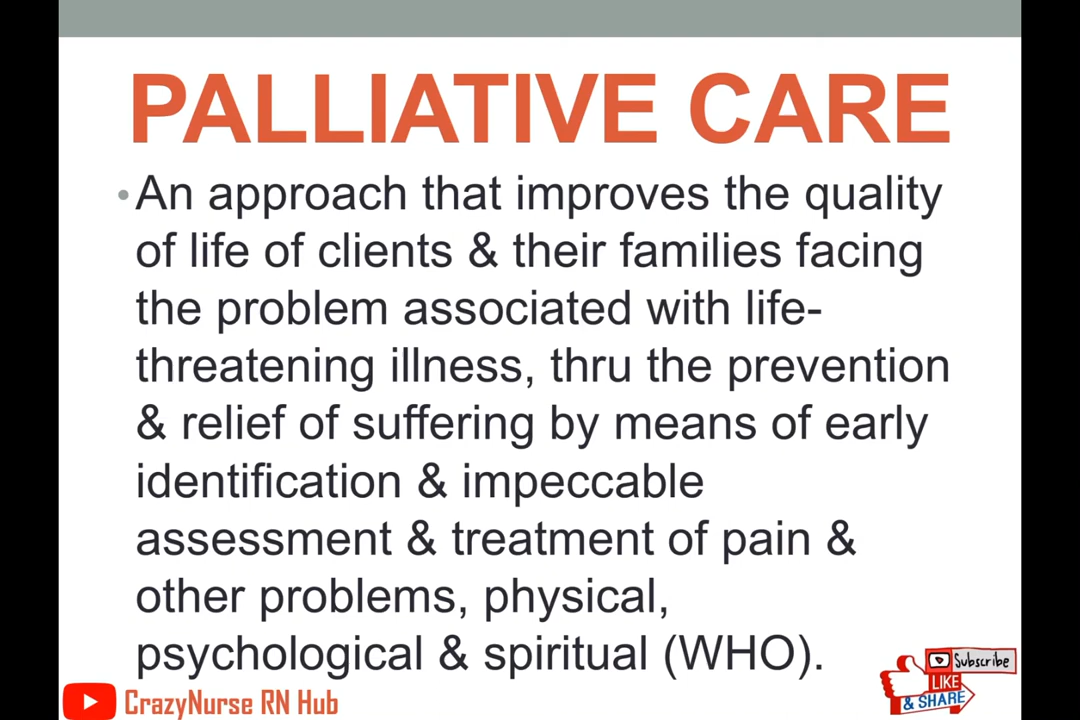 PALLIATIVE CARE
•An approach that improves the quality
of life of clients & their families facing
the problem associated with life-
threatening illness, thru the prevention
& relief of suffering by means of early
identification & impeccable
assessment & treatment of pain &
other problems, physical,
psychological & spiritual (WHO).
Subscribe
LIKE
& SHARE
CrazyNurse RN Hub